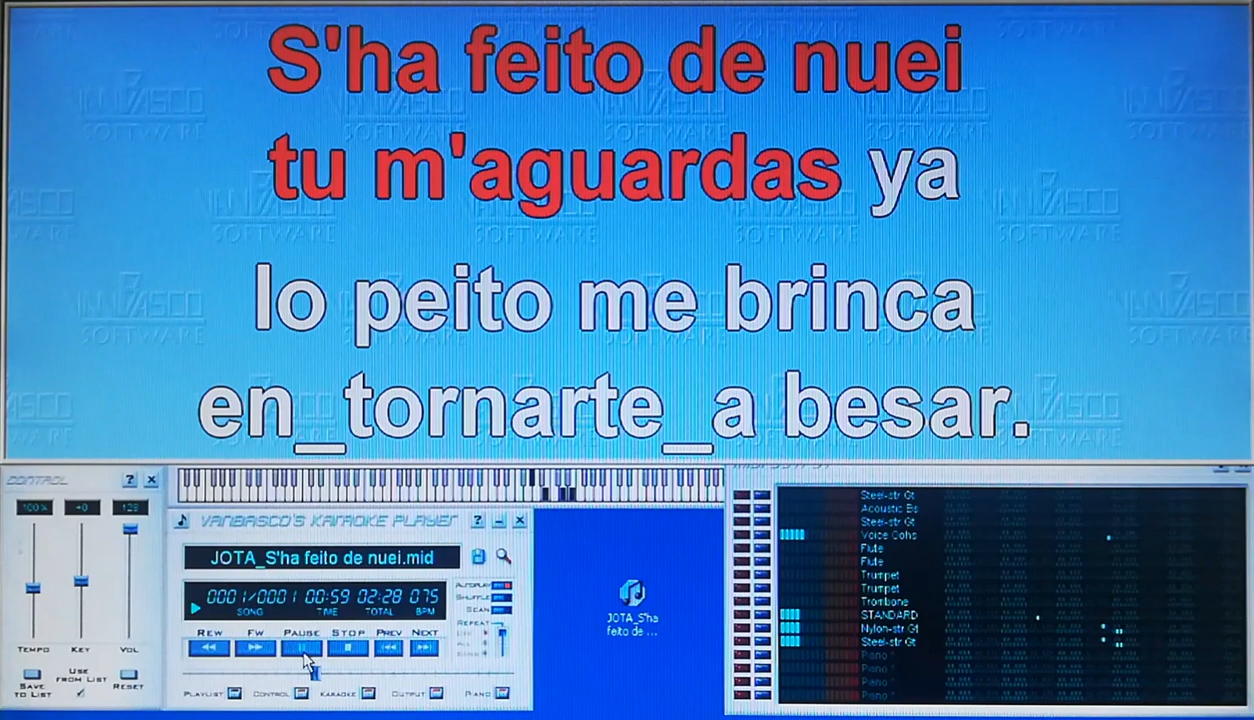 S'ha feito de nuei
tu m'aguardas ya
lo peito me brinca
en_tornarte_a besar.
CONTROL
? X
100% +0 128
TEMPO KEY VOL
SAVE TO LIST
USE FROM LIST
RESET
VANBASCO'S KARAOKE PLAYER
JOTA_S'ha feito de nuei.mid
0001/0001 00:59 02:28 075
SONG TIME TOTAL BPM
AUTOPLAY
SHUFFLE
SCAN
REPEAT
REW FW PAUSE STOP PREV NEXT
PLAYLIST CONTROL KARAOKE OUTPUT PIANO
JOTA_S'ha
feito de ...
Steel-str Gt
Acoustic Bs
Steel-str Gt
Voice Oohs
Flute
Flute
Trumpet
Trumpet
Trombone
STANDARD
Nylon-str Gt
Steel-str Gt
Piano
Piano
Piano
Piano
VANBASCO
SOFTWARE